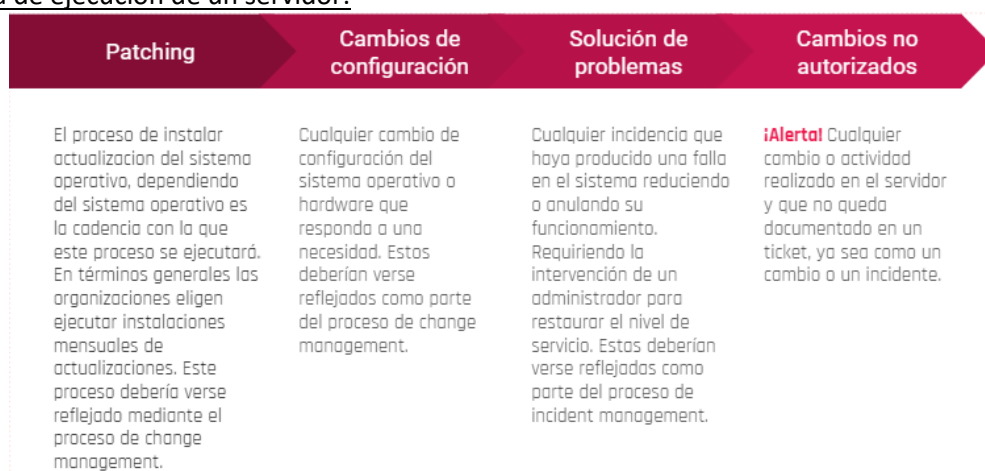 de ejecución de un servidor?
Patching
El proceso de instalar
actualizacion del sistema
operativo, dependiendo
del sistema operativo es
la cadencia con la que
este proceso se ejecutará.
En términos generales las
organizaciones eligen
ejecutar instalaciones
mensuales de
actualizaciones. Este
proceso debería verse
reflejado mediante el
proceso de change
management.
Cambios de
configuración
Cualquier cambio de
configuración del
sistema operativo o
hardware que
responda a una
necesidad. Estos
deberían verse
reflejados como parte
del proceso de change
management.
Solución de
problemas
Cualquier incidencia que
haya producido una falla
en el sistema reduciendo
o anulando su
funcionamiento.
Requiriendo la
intervención de un
administrador para
restaurar el nivel de
servicio. Estas deberían
verse reflejadas como
parte del proceso de
incident management.
Cambios no
autorizados
¡Alerta! Cualquier
cambio o actividad
realizado en el servidor
y que no queda
documentado en un
ticket, ya sea como un
cambio o un incidente.